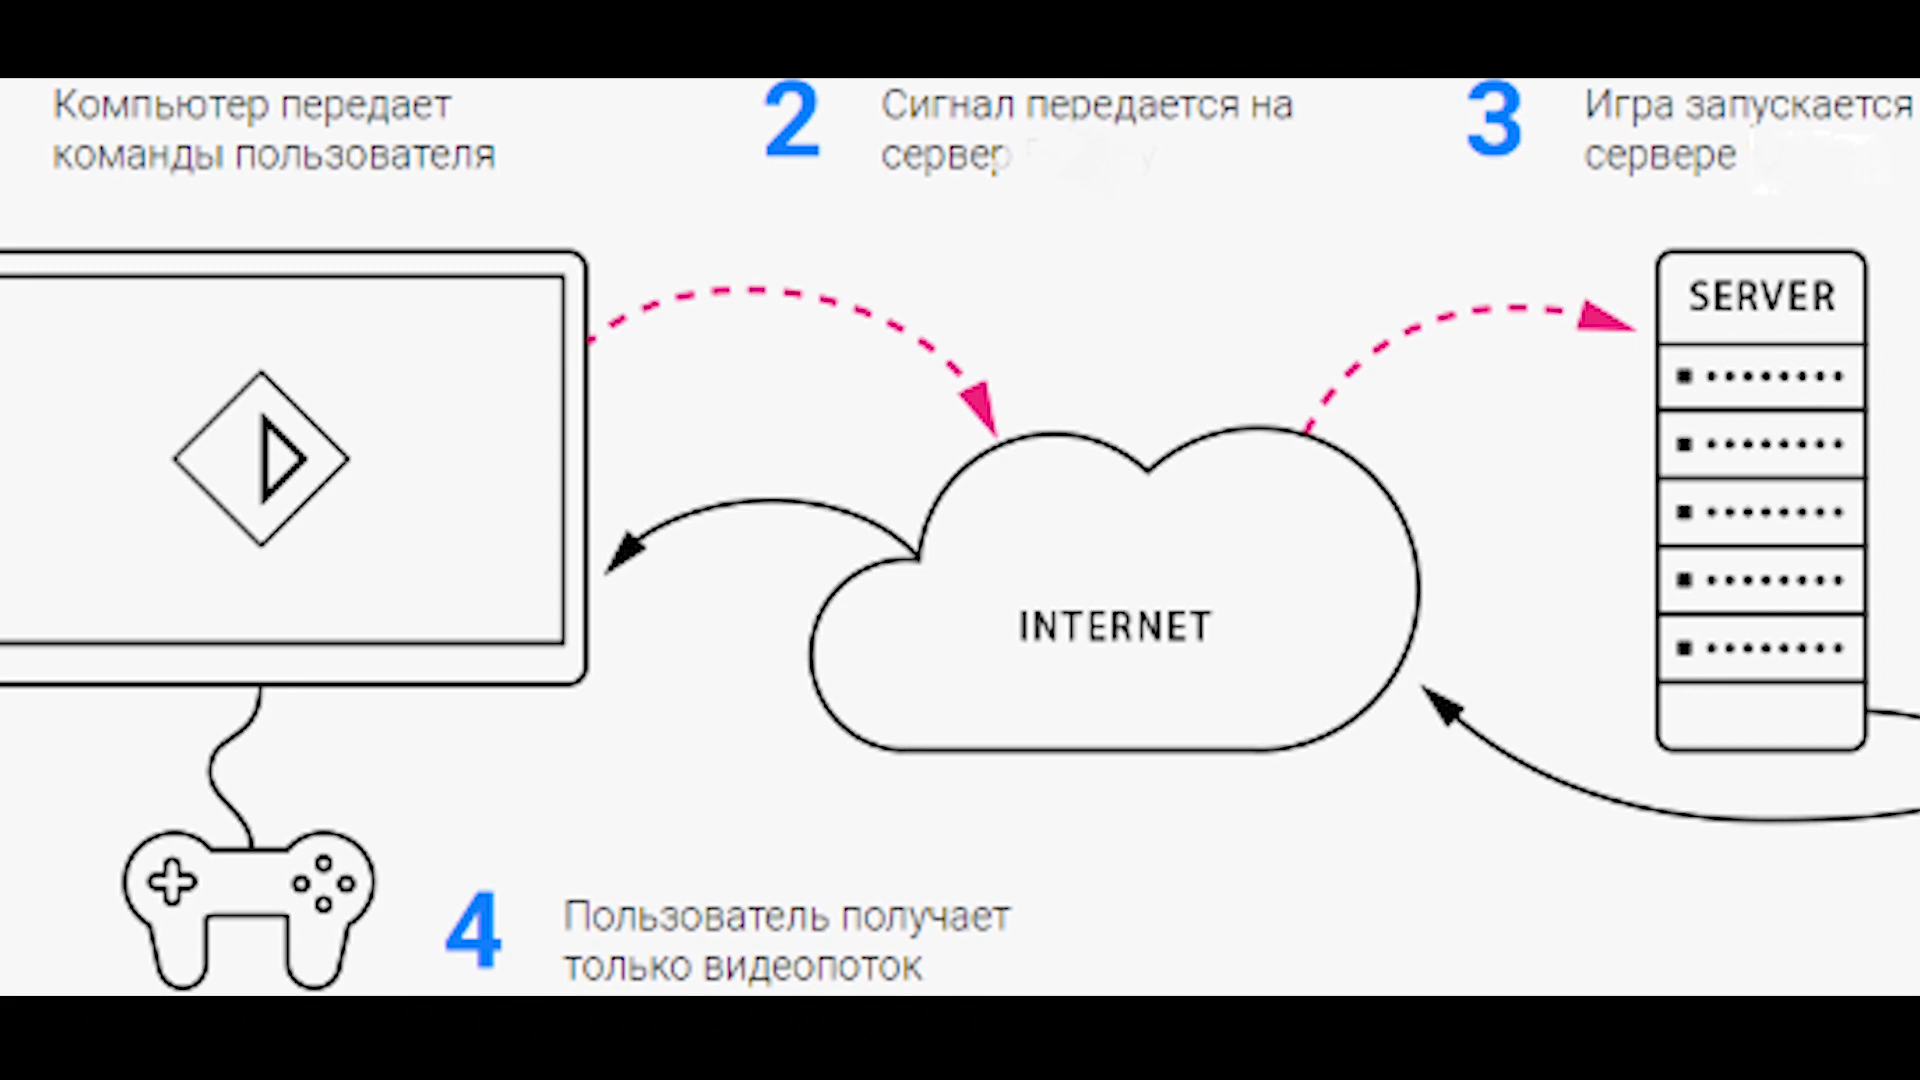 Компьютер передает
команды пользователя
2
Сигнал передается на
сервер
3
Игра запускается
сервере
SERVER
INTERNET
4
Пользователь получает
только видеопоток